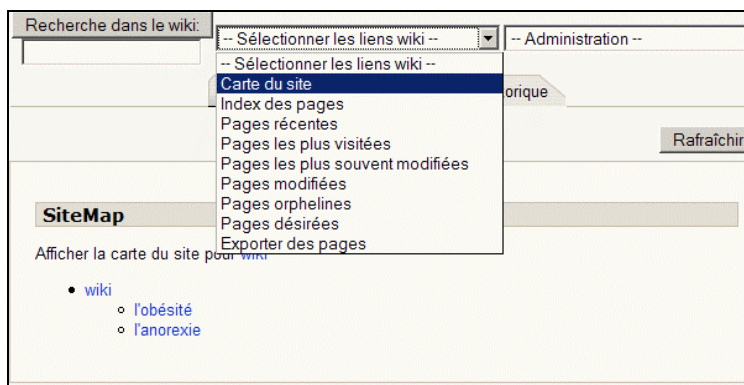 Recherche dans le wiki:
-- Sélectionner les liens wiki --
-- Administration --
-- Sélectionner les liens wiki --
Carte du site
Index des pages
orique
Pages récentes
Pages les plus visitées
Rafraîchir
Pages les plus souvent modifiées
Pages modifiées
Pages orphelines
Pages désirées
Exporter des pages
SiteMap
Afficher la carte du site pour wiki
wiki
l'obésité
l'anorexie